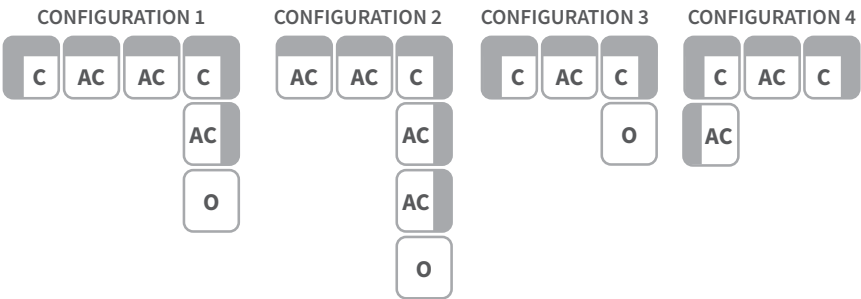 CONFIGURATION 1
C AC AC C
AC
O
CONFIGURATION 2
AC AC C
AC
AC
O
CONFIGURATION 3
C AC C
O
CONFIGURATION 4
C AC C
AC